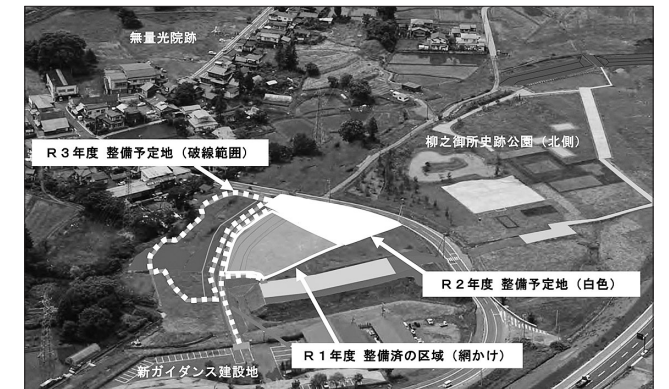 無量光院跡
柳之御所史跡公園（北側）
Ｒ３年度 整備予定地（破線範囲）
Ｒ２年度 整備予定地（白色）
Ｒ１年度 整備済の区域（網かけ）
新ガイダンス建設地